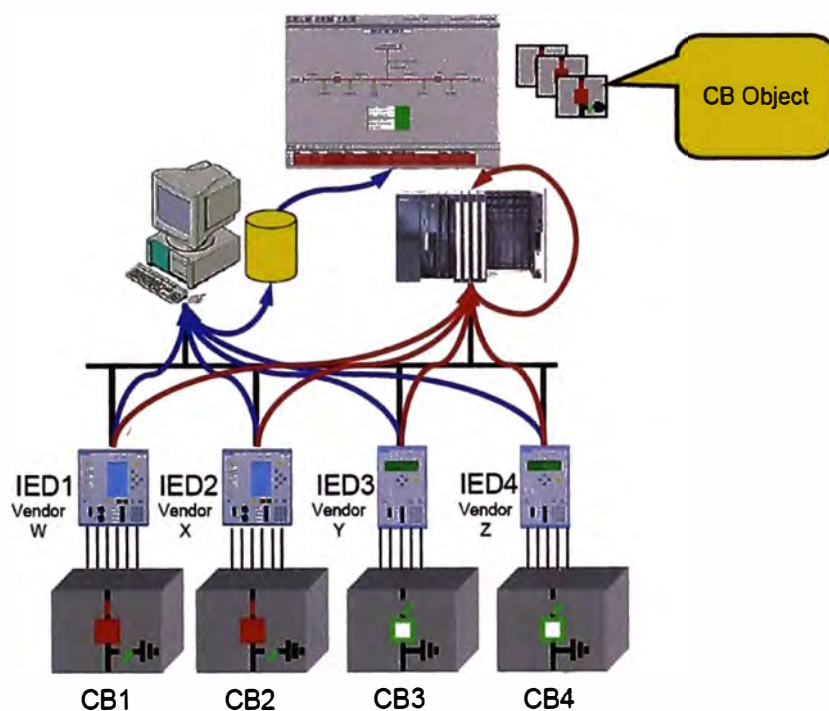 CB Object
IED1
Vendor
W
IED2
Vendor
X
IED3
Vendor
Y
IED4
Vendor
Z
CB1
CB2
CB3
CB4